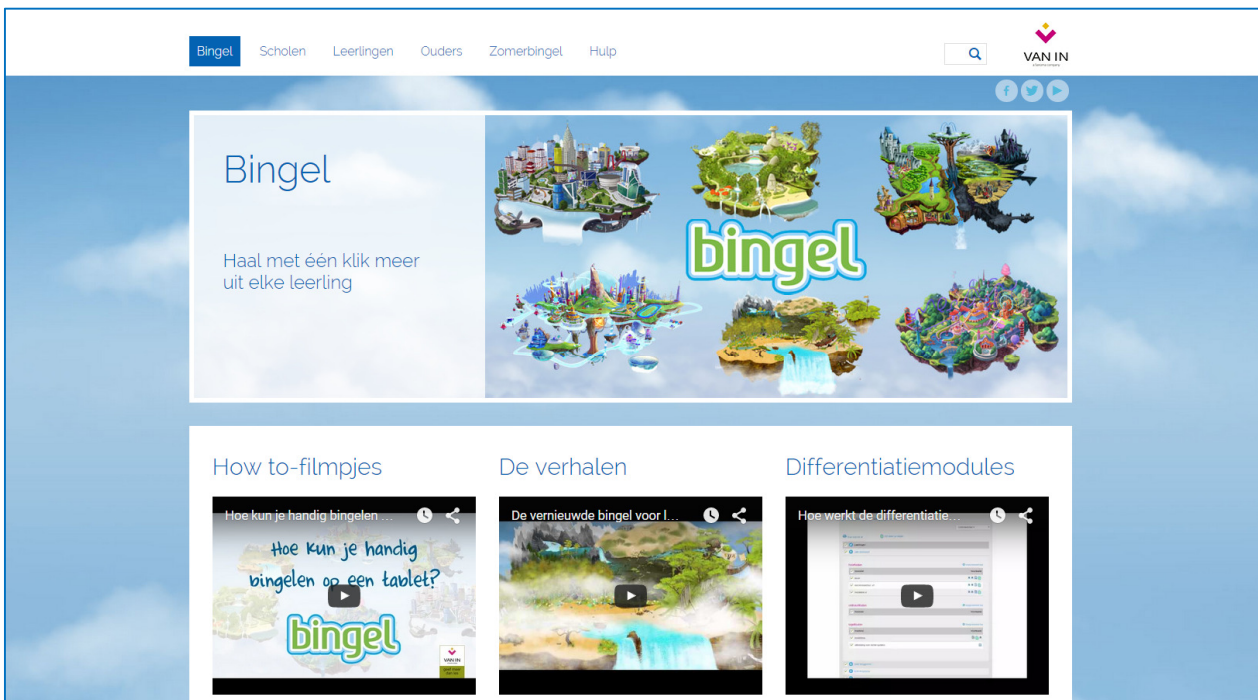 Bingel
Scholen
Leerlingen
Ouders
Zomerbingel
Hulp
VAN IN
Bingel
Haal met één klik meer
uit elke leerling
bingel
How to-filmpjes
De verhalen
Differentiatiemodules
Hoe kun je handig bingelen ...
Hoe kun je handig
bingelen op een tablet?
bingel
VAN IN
De vernieuwde bingel voor l...
Hoe werkt de differentiatie...